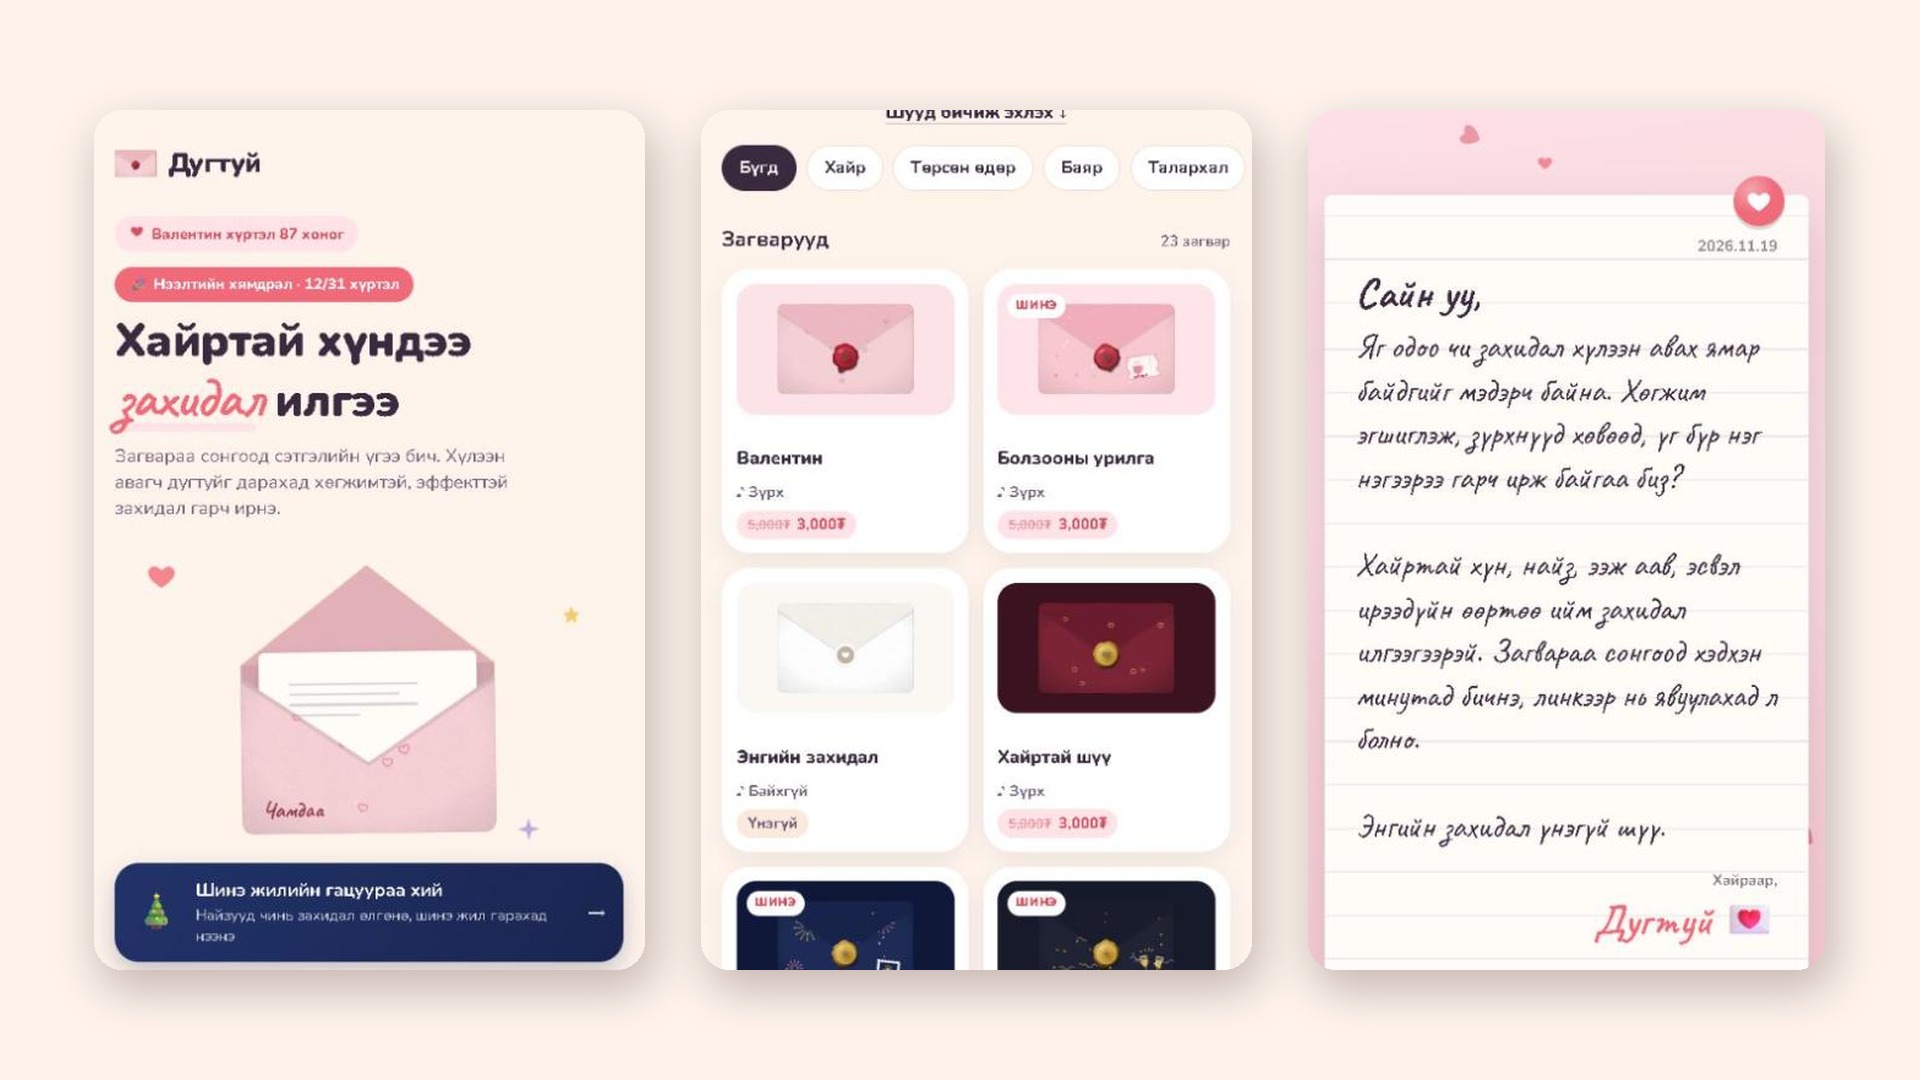 Дугтуй
Валентин хүртэл 87 хоног
Нээлтийн хямдрал · 12/31 хүртэл
Хайртай хүндээ
захидал илгээ
Загвараа сонгоод сэтгэлийн үгээ бич. Хүлээн
авагч дугтуйг дарахад хөгжимтэй, эффекттэй
захидал гарч ирнэ.
Чамдаа
Шинэ жилийн гацуураа хий
Найзууд чинь захидал өлгөнө, шинэ жил гарахад
нээнэ
Шууд бичиж эхлэх ↓
Бүгд
Хайр
Төрсөн өдөр
Баяр
Талархал
Загварууд
23 загвар
Валентин
♪ Зүрх
5,000₮ 3,000₮
ШИНЭ
Болзооны урилга
♪ Зүрх
5,000₮ 3,000₮
Энгийн захидал
♪ Байхгүй
Үнэгүй
Хайртай шүү
♪ Зүрх
5,000₮ 3,000₮
ШИНЭ
ШИНЭ
2026.11.19
Сайн уу,
Яг одоо чи захидал хүлээн авах ямар
байдгийг мэдэрч байна. Хөгжим
эгшиглэж, зүрхнүүд хөвөөд, үг бүр нэг
нэгээрээ гарч ирж байгаа биз?
Хайртай хүн, найз, ээж аав, эсвэл
ирээдүйн өөртөө ийм захидал
илгээгээрэй. Загвараа сонгоод хэдхэн
минутад бичнэ, линкээр нь явуулахад л
болно.
Энгийн захидал үнэгүй шүү.
Хайраар,
Дугтуй